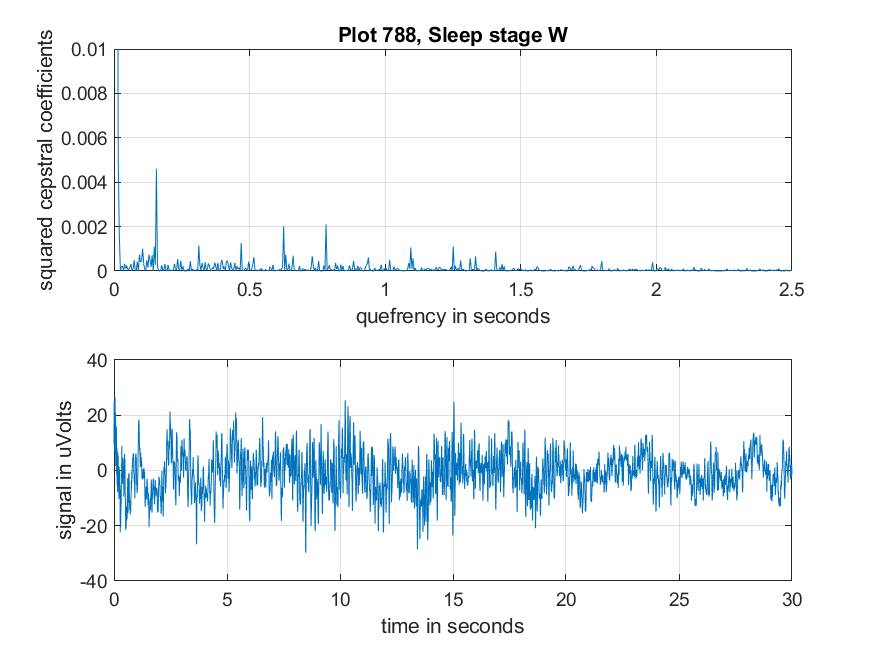 Plot 788, Sleep stage W
squared cepstral coefficients
0.01
0.008
0.006
0.004
0.002
0
0 0.5 1 1.5 2 2.5
quefrency in seconds
signal in uVolts
40
20
0
-20
-40
0 5 10 15 20 25 30
time in seconds